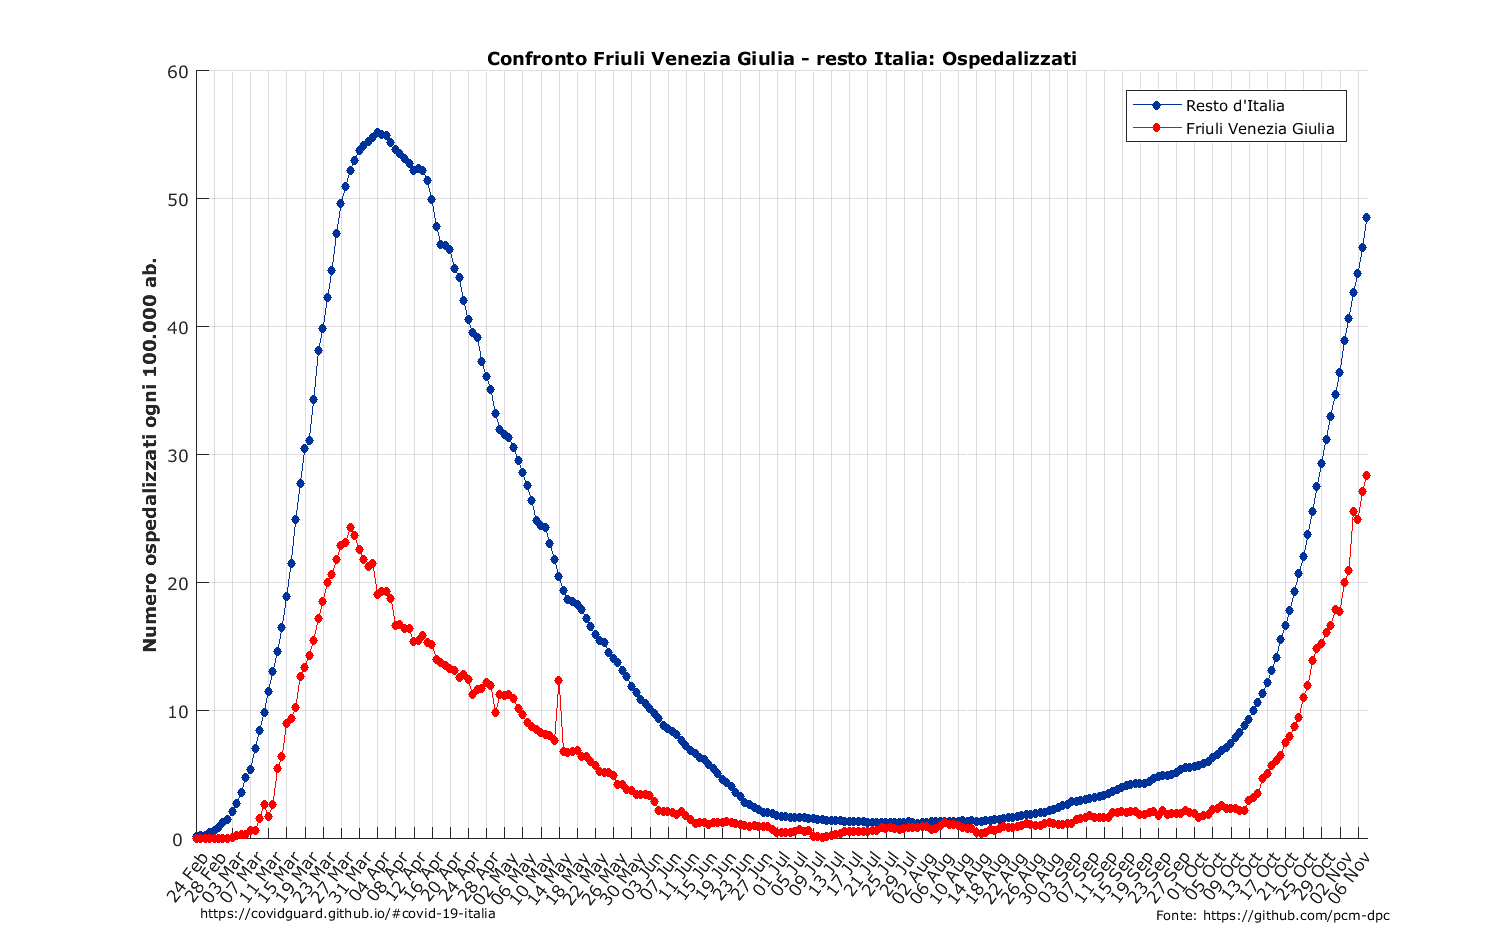 Confronto Friuli Venezia Giulia - resto Italia: Ospedalizzati
Resto d'Italia
Friuli Venezia Giulia
Numero ospedalizzati ogni 100.000 ab.
60
50
40
30
20
10
0
24 Feb
28 Feb
03 Mar
07 Mar
11 Mar
15 Mar
19 Mar
23 Mar
27 Mar
31 Mar
04 Apr
08 Apr
12 Apr
16 Apr
20 Apr
24 Apr
28 Apr
02 May
06 May
10 May
14 May
18 May
22 May
26 May
30 May
03 Jun
07 Jun
11 Jun
15 Jun
19 Jun
23 Jun
27 Jun
01 Jul
05 Jul
09 Jul
13 Jul
17 Jul
21 Jul
25 Jul
29 Jul
02 Aug
06 Aug
10 Aug
14 Aug
18 Aug
22 Aug
26 Aug
30 Aug
03 Sep
07 Sep
11 Sep
15 Sep
19 Sep
23 Sep
27 Sep
01 Oct
05 Oct
09 Oct
13 Oct
17 Oct
21 Oct
25 Oct
29 Oct
02 Nov
06 Nov
https://covidguard.github.io/#covid-19-italia
Fonte: https://github.com/pcm-dpc